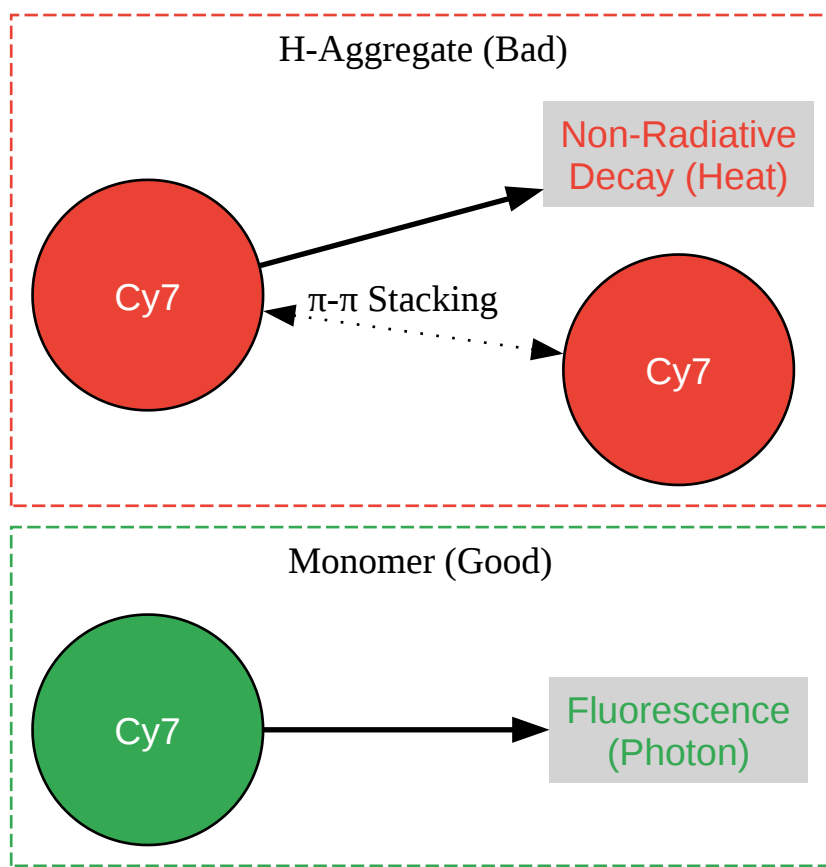 H-Aggregate (Bad)
Non-Radiative
Decay (Heat)
Cy7
π-π Stacking
Cy7
Monomer (Good)
Cy7
Fluorescence
(Photon)